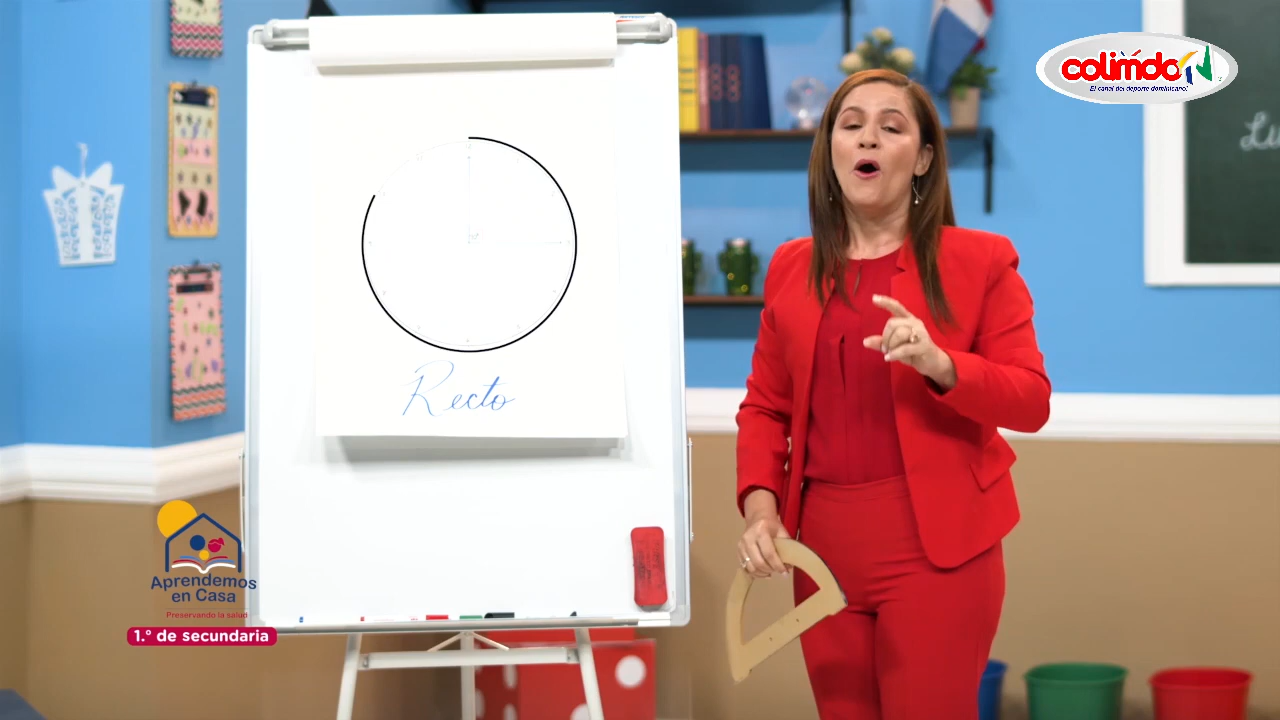 colimdo
El canal del deporte dominicano!
Recto
Aprendemos
en Casa
Preservando la salud
1.° de secundaria